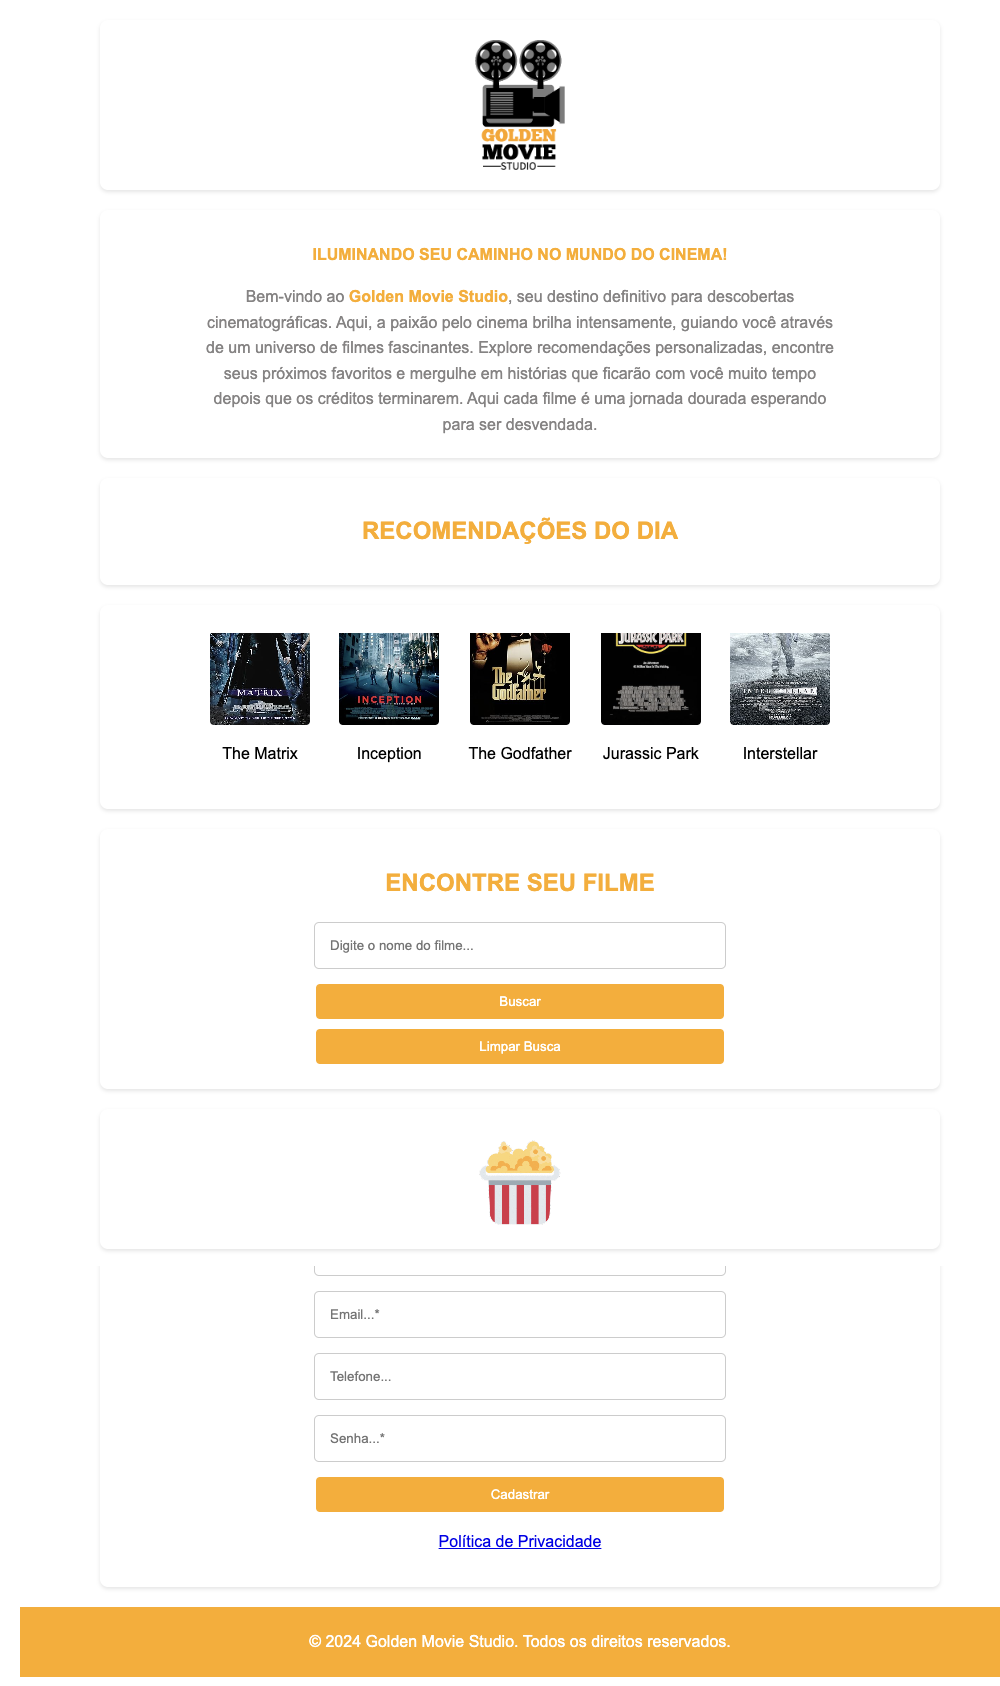 GOLDEN
MOVIE
STUDIO
ILUMINANDO SEU CAMINHO NO MUNDO DO CINEMA!
Bem-vindo ao Golden Movie Studio, seu destino definitivo para descobertas
cinematográficas. Aqui, a paixão pelo cinema brilha intensamente, guiando você através
de um universo de filmes fascinantes. Explore recomendações personalizadas, encontre
seus próximos favoritos e mergulhe em histórias que ficarão com você muito tempo
depois que os créditos terminarem. Aqui cada filme é uma jornada dourada esperando
para ser desvendada.
RECOMENDAÇÕES DO DIA
MATRIX
INCEPTION
The
Godfather
JURASSIC PARK
INTERSTELLAR
The Matrix
Inception
The Godfather
Jurassic Park
Interstellar
ENCONTRE SEU FILME
Digite o nome do filme...
Buscar
Limpar Busca
Email...*
Telefone...
Senha...*
Cadastrar
Política de Privacidade
© 2024 Golden Movie Studio. Todos os direitos reservados.